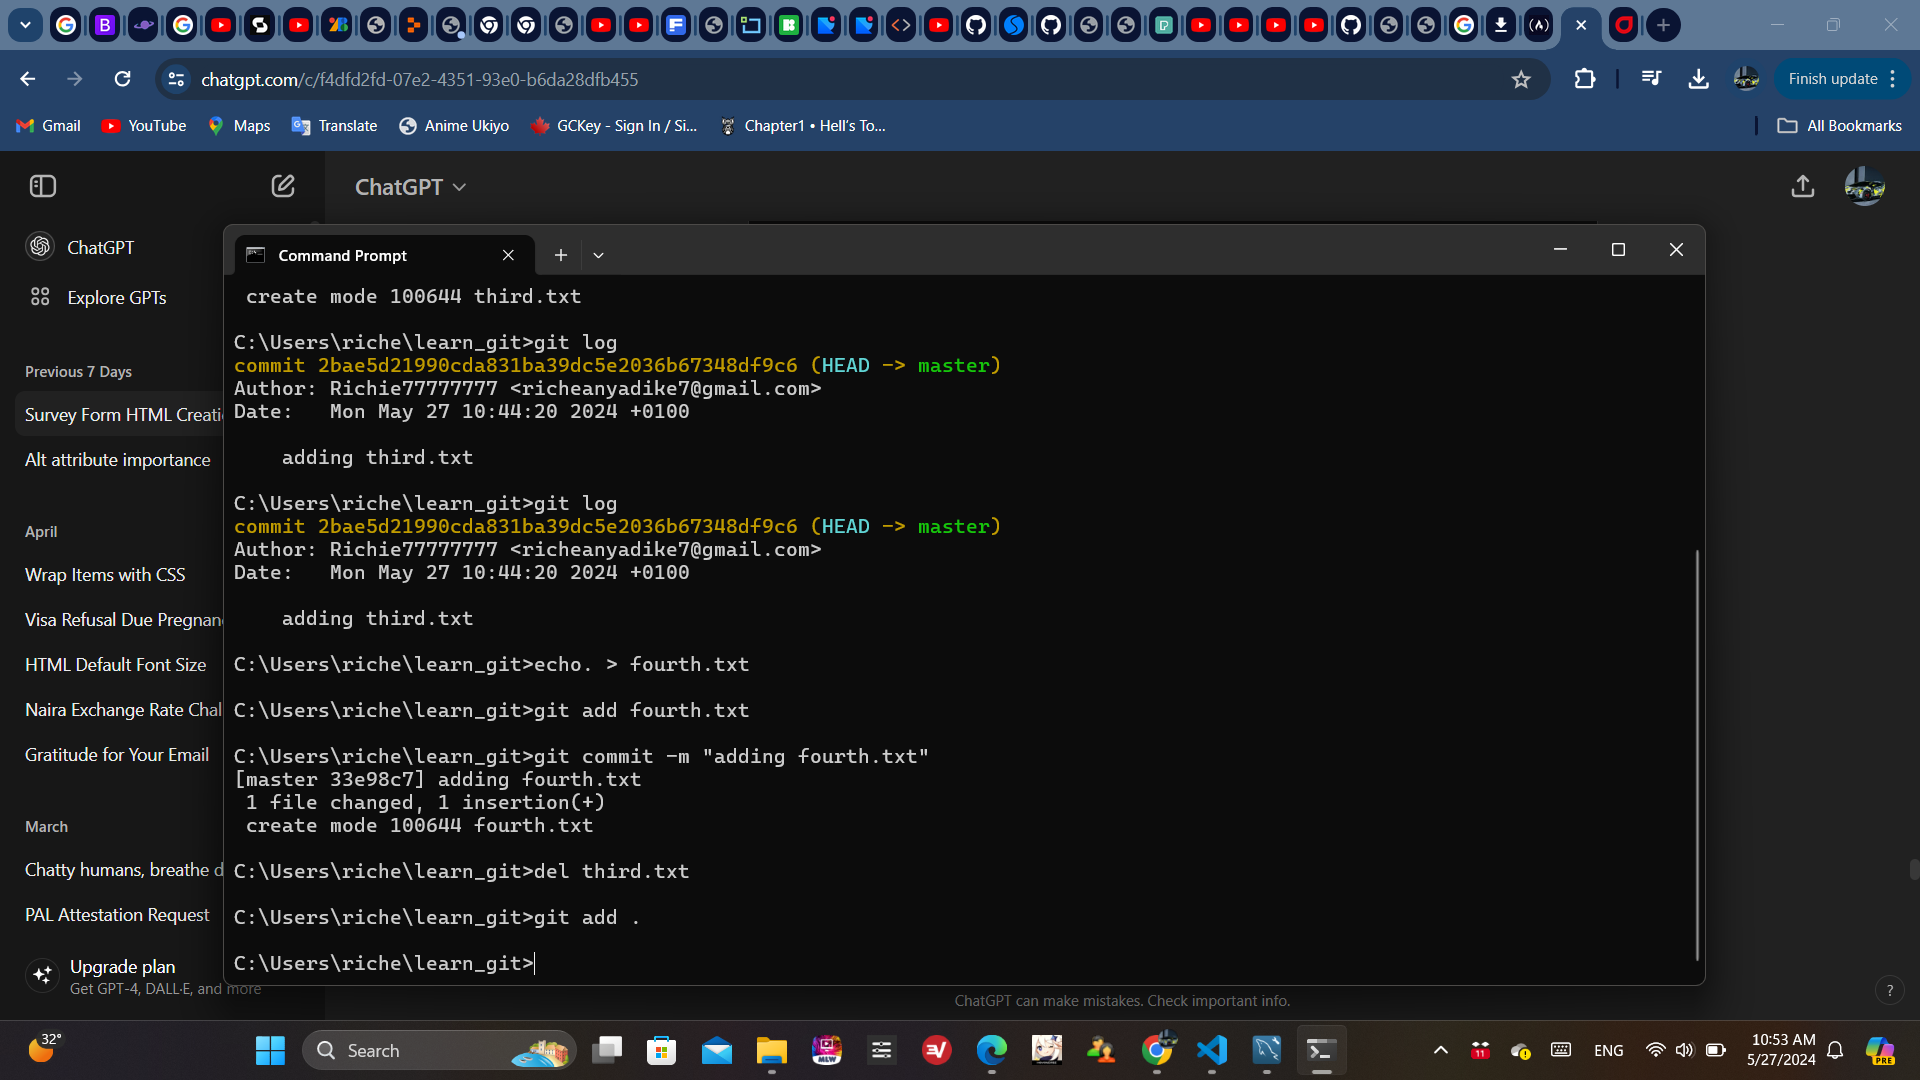 chatgpt.com/c/f4dfd2fd-07e2-4351-93e0-b6da28dfb455
Finish update
Gmail
YouTube
Maps
Translate
Anime Ukiyo
GCKey - Sign In / Si...
Chapter1 • Hell's To...
All Bookmarks
ChatGPT
ChatGPT
Explore GPTs
Previous 7 Days
Survey Form HTML Creatio
Alt attribute importance
April
Wrap Items with CSS
Visa Refusal Due Pregnan
HTML Default Font Size
Naira Exchange Rate Chal
Gratitude for Your Email
March
Chatty humans, breathe d
PAL Attestation Request
Upgrade plan
Get GPT-4, DALL·E, and more
Command Prompt
create mode 100644 third.txt
C:\Users\riche\learn_git>git log
commit 2bae5d21990cda831ba39dc5e2036b67348df9c6 (HEAD -> master)
Author: Richie77777777 <richeanyadike7@gmail.com>
Date:   Mon May 27 10:44:20 2024 +0100
adding third.txt
C:\Users\riche\learn_git>git log
commit 2bae5d21990cda831ba39dc5e2036b67348df9c6 (HEAD -> master)
Author: Richie77777777 <richeanyadike7@gmail.com>
Date:   Mon May 27 10:44:20 2024 +0100
adding third.txt
C:\Users\riche\learn_git>echo. > fourth.txt
C:\Users\riche\learn_git>git add fourth.txt
C:\Users\riche\learn_git>git commit -m "adding fourth.txt"
[master 33e98c7] adding fourth.txt
1 file changed, 1 insertion(+)
create mode 100644 fourth.txt
C:\Users\riche\learn_git>del third.txt
C:\Users\riche\learn_git>git add .
C:\Users\riche\learn_git>
ChatGPT can make mistakes. Check important info.
?
32°
Search
MLW
11
ENG
10:53 AM
5/27/2024
PRE